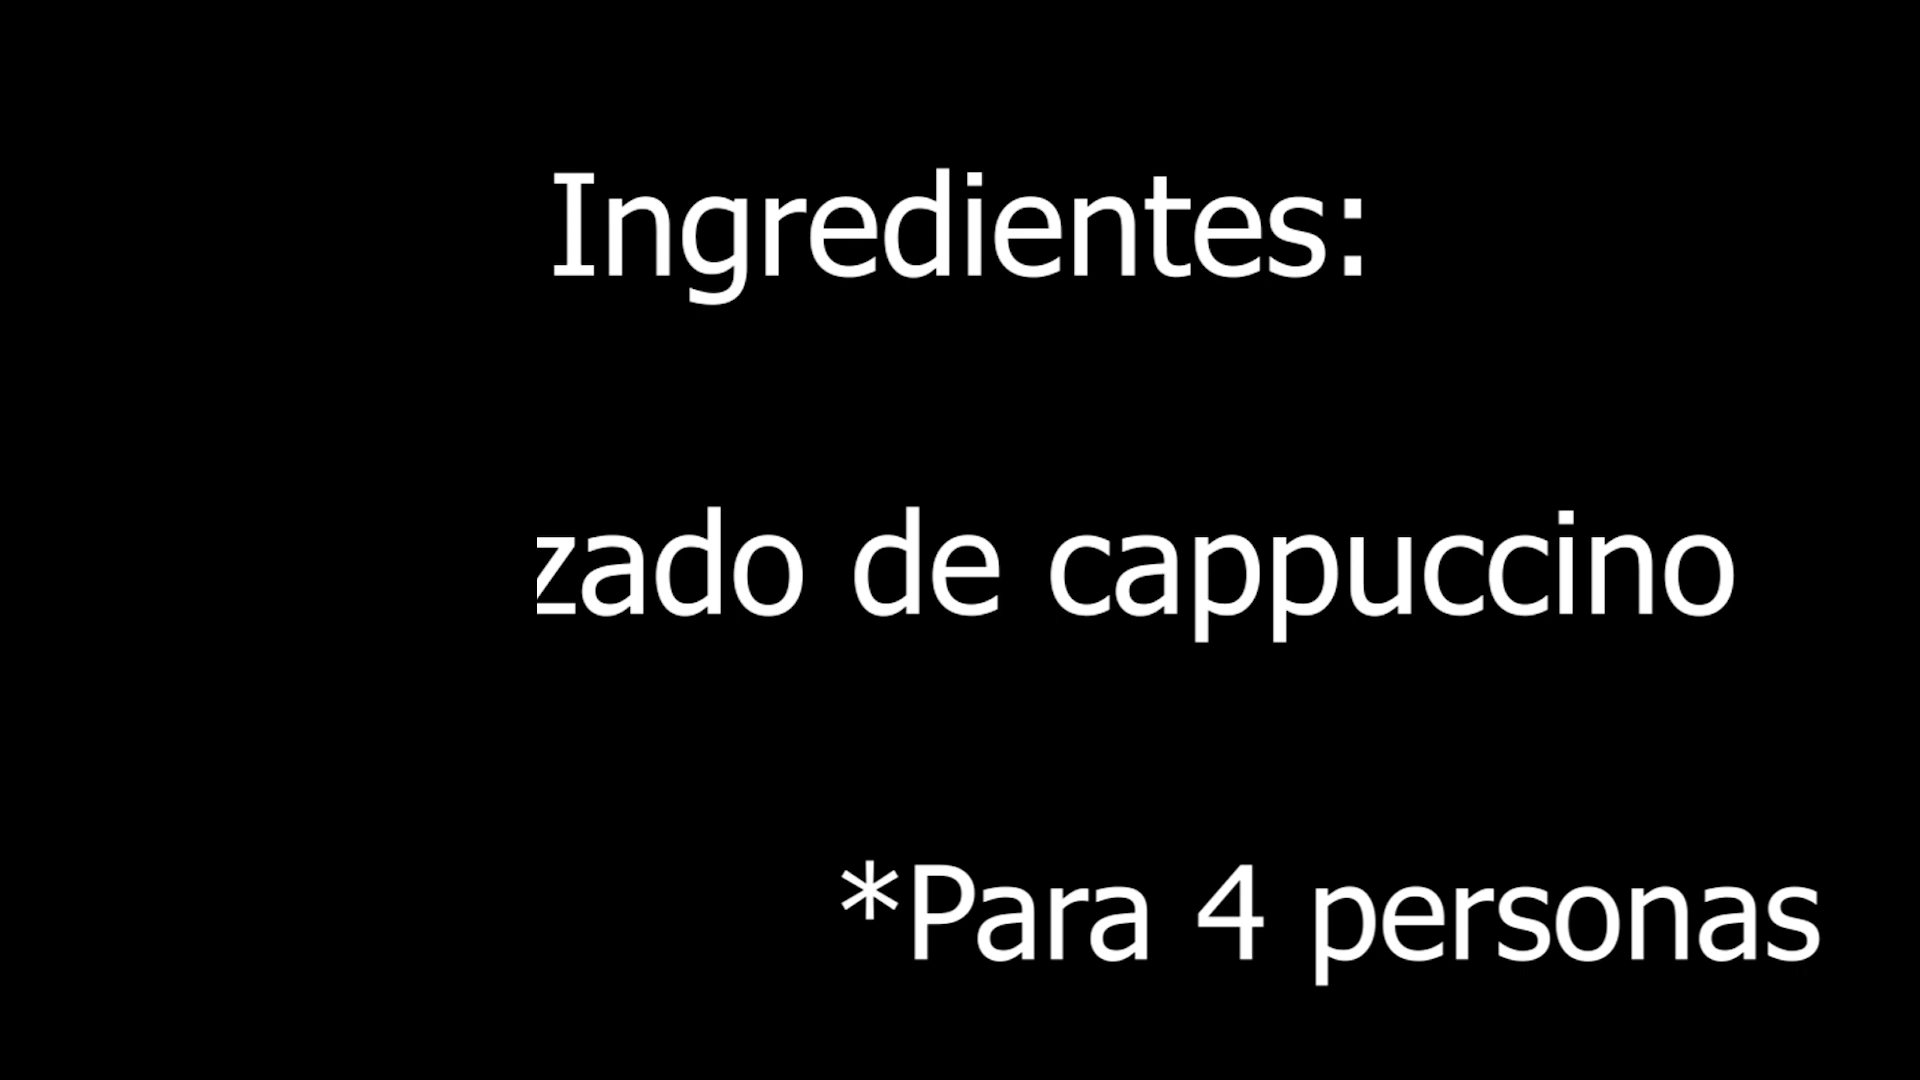 Ingredientes:
zado de cappuccino
*Para 4 personas